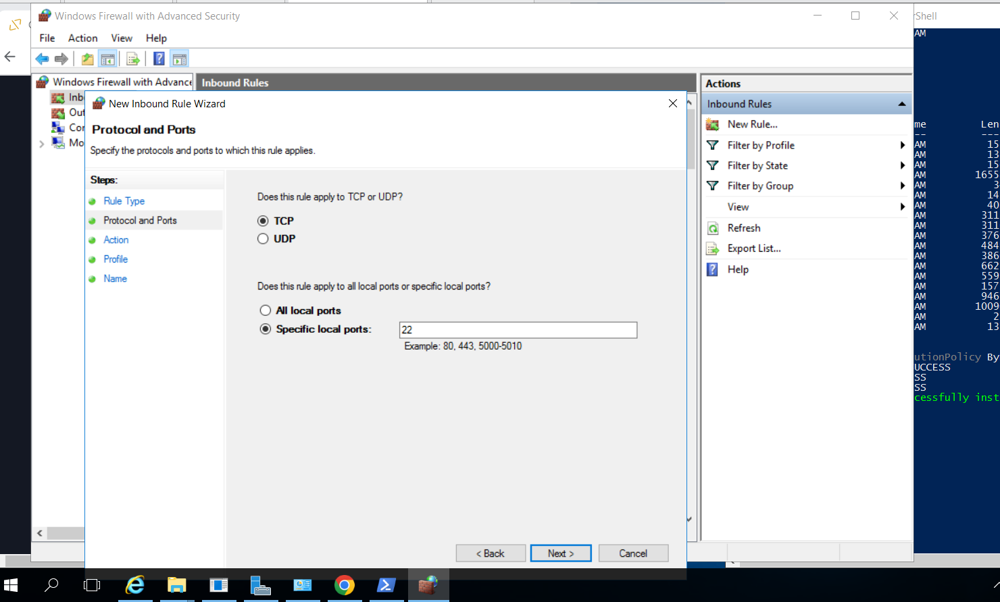 Windows Firewall with Advanced Security
File Action View Help
Windows Firewall with Advance
Inbound Rules
Inb
Out
Con
Mo
New Inbound Rule Wizard
Protocol and Ports
Specify the protocols and ports to which this rule applies.
Steps:
Rule Type
Protocol and Ports
Action
Profile
Name
Does this rule apply to TCP or UDP?
TCP
UDP
Does this rule apply to all local ports or specific local ports?
All local ports
Specific local ports:
22
Example: 80, 443, 5000-5010
< Back
Next >
Cancel
Actions
Inbound Rules
New Rule...
Filter by Profile
Filter by State
Filter by Group
View
Refresh
Export List...
Help
rShell
AM
me Len
-- ---
AM 15
AM 13
AM 15
AM 1655
AM 3
AM 14
AM 40
AM 311
AM 311
AM 376
AM 484
AM 386
AM 662
AM 559
AM 157
AM 946
AM 1009
AM 2
AM 13
utionPolicy By
UCCESS
SS
SS
cessfully inst